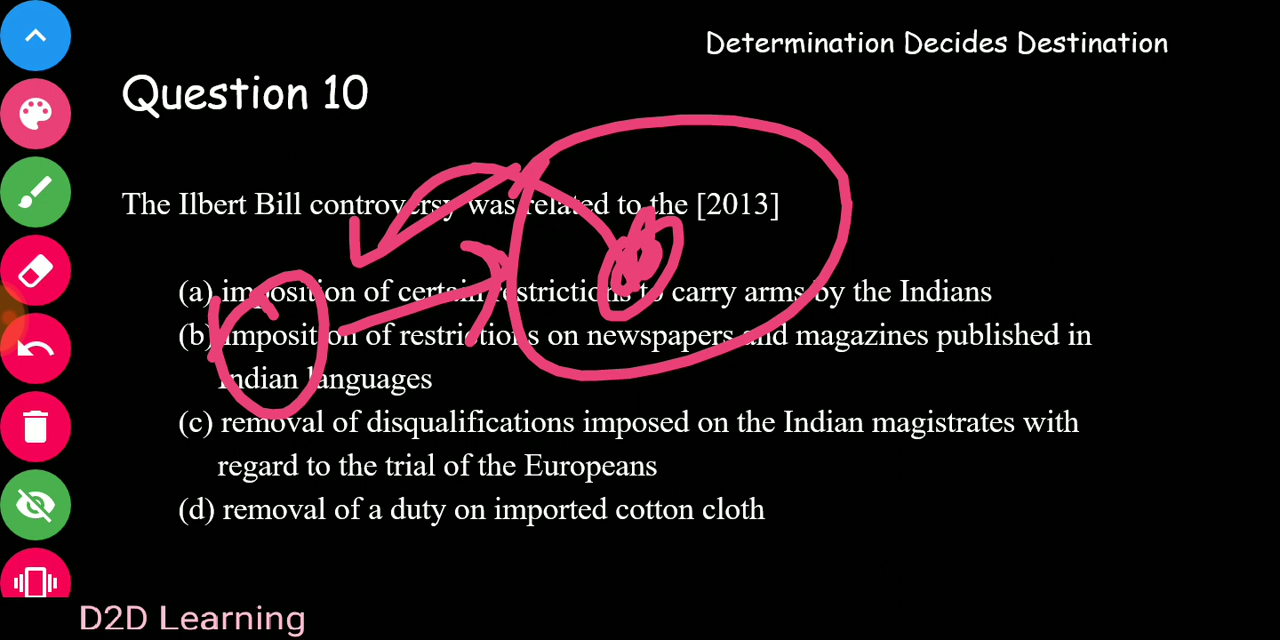 Determination Decides Destination
Question 10
The Ilbert Bill controversy was related to the [2013]
(a) imposition of certain restrictions to carry arms by the Indians
(b) imposition of restrictions on newspapers and magazines published in
Indian languages
(c) removal of disqualifications imposed on the Indian magistrates with
regard to the trial of the Europeans
(d) removal of a duty on imported cotton cloth
D2D Learning